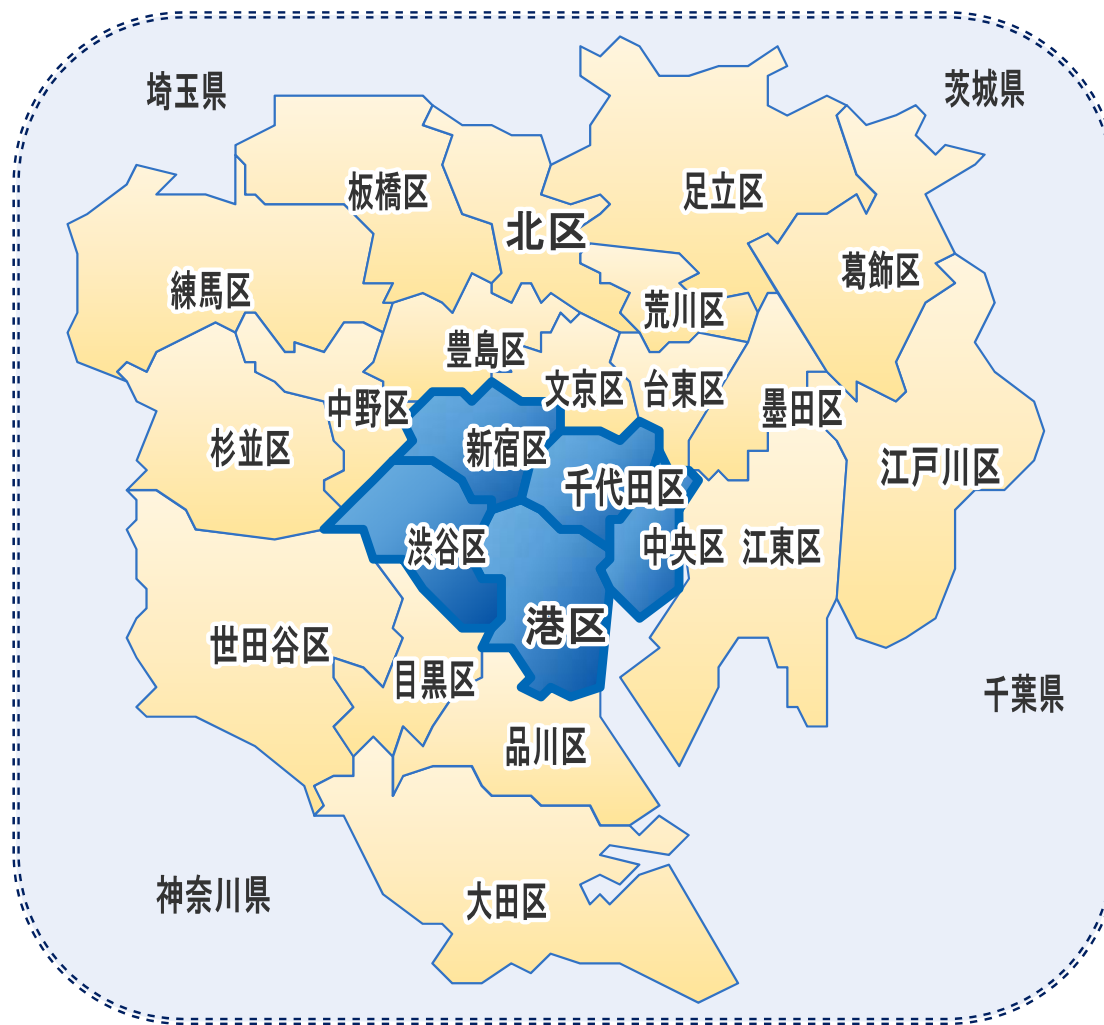 埼玉県
茨城県
板橋区
足立区
北区
葛飾区
練馬区
荒川区
豊島区
文京区
台東区
中野区
墨田区
杉並区
新宿区
江戸川区
千代田区
渋谷区
中央区
江東区
港区
世田谷区
目黒区
千葉県
品川区
神奈川県
大田区